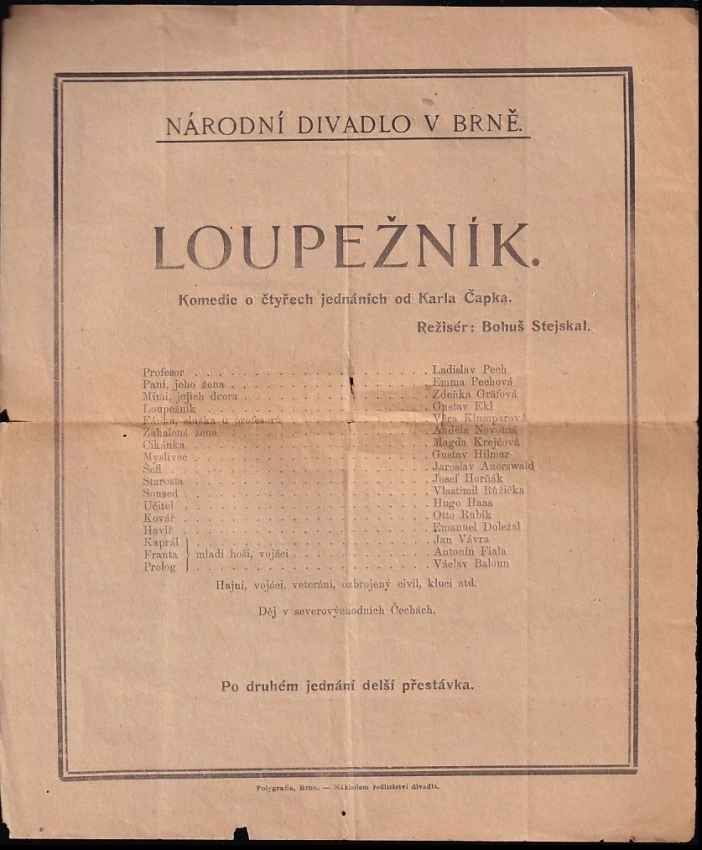 NÁRODNÍ DIVADLO V BRNĚ.
LOUPEŽNÍK.
Komedie o čtyřech jednáních od Karla Čapka.
Režisér: Bohuš Stejskal.
Profesor . . . Ladislav Pech
Paní, jeho žena . . . Emma Pechová
Mimi, jejich dcera . . . Zdeňka Gräfová
Loupežník . . . Gustav Ekl
Fanka, sluška u profesorů . . . Věra Klumparová
Zahalená žena . . . Anděla Novotná
Cikánka . . . Magda Krejčová
Myslivec . . . Gustav Hilmar
Šefl . . . Jaroslav Auerswald
Starosta . . . Josef Horňák
Soused . . . Vlastimil Růžička
Učitel . . . Hugo Haas
Kovář . . . Otto Rubík
Havíř . . . Emanuel Doležal
Kaprál . . . Jan Vávra
Franta } mladí hoši, vojáci . . . Antonín Fiala
Prolog . . . Václav Baloun
Hajní, vojáci, veteráni, ozbrojený civil, kluci atd.
Děj v severovýchodních Čechách.
Po druhém jednání delší přestávka.
Polygrafia, Brno. — Nákladem ředitelství divadla.